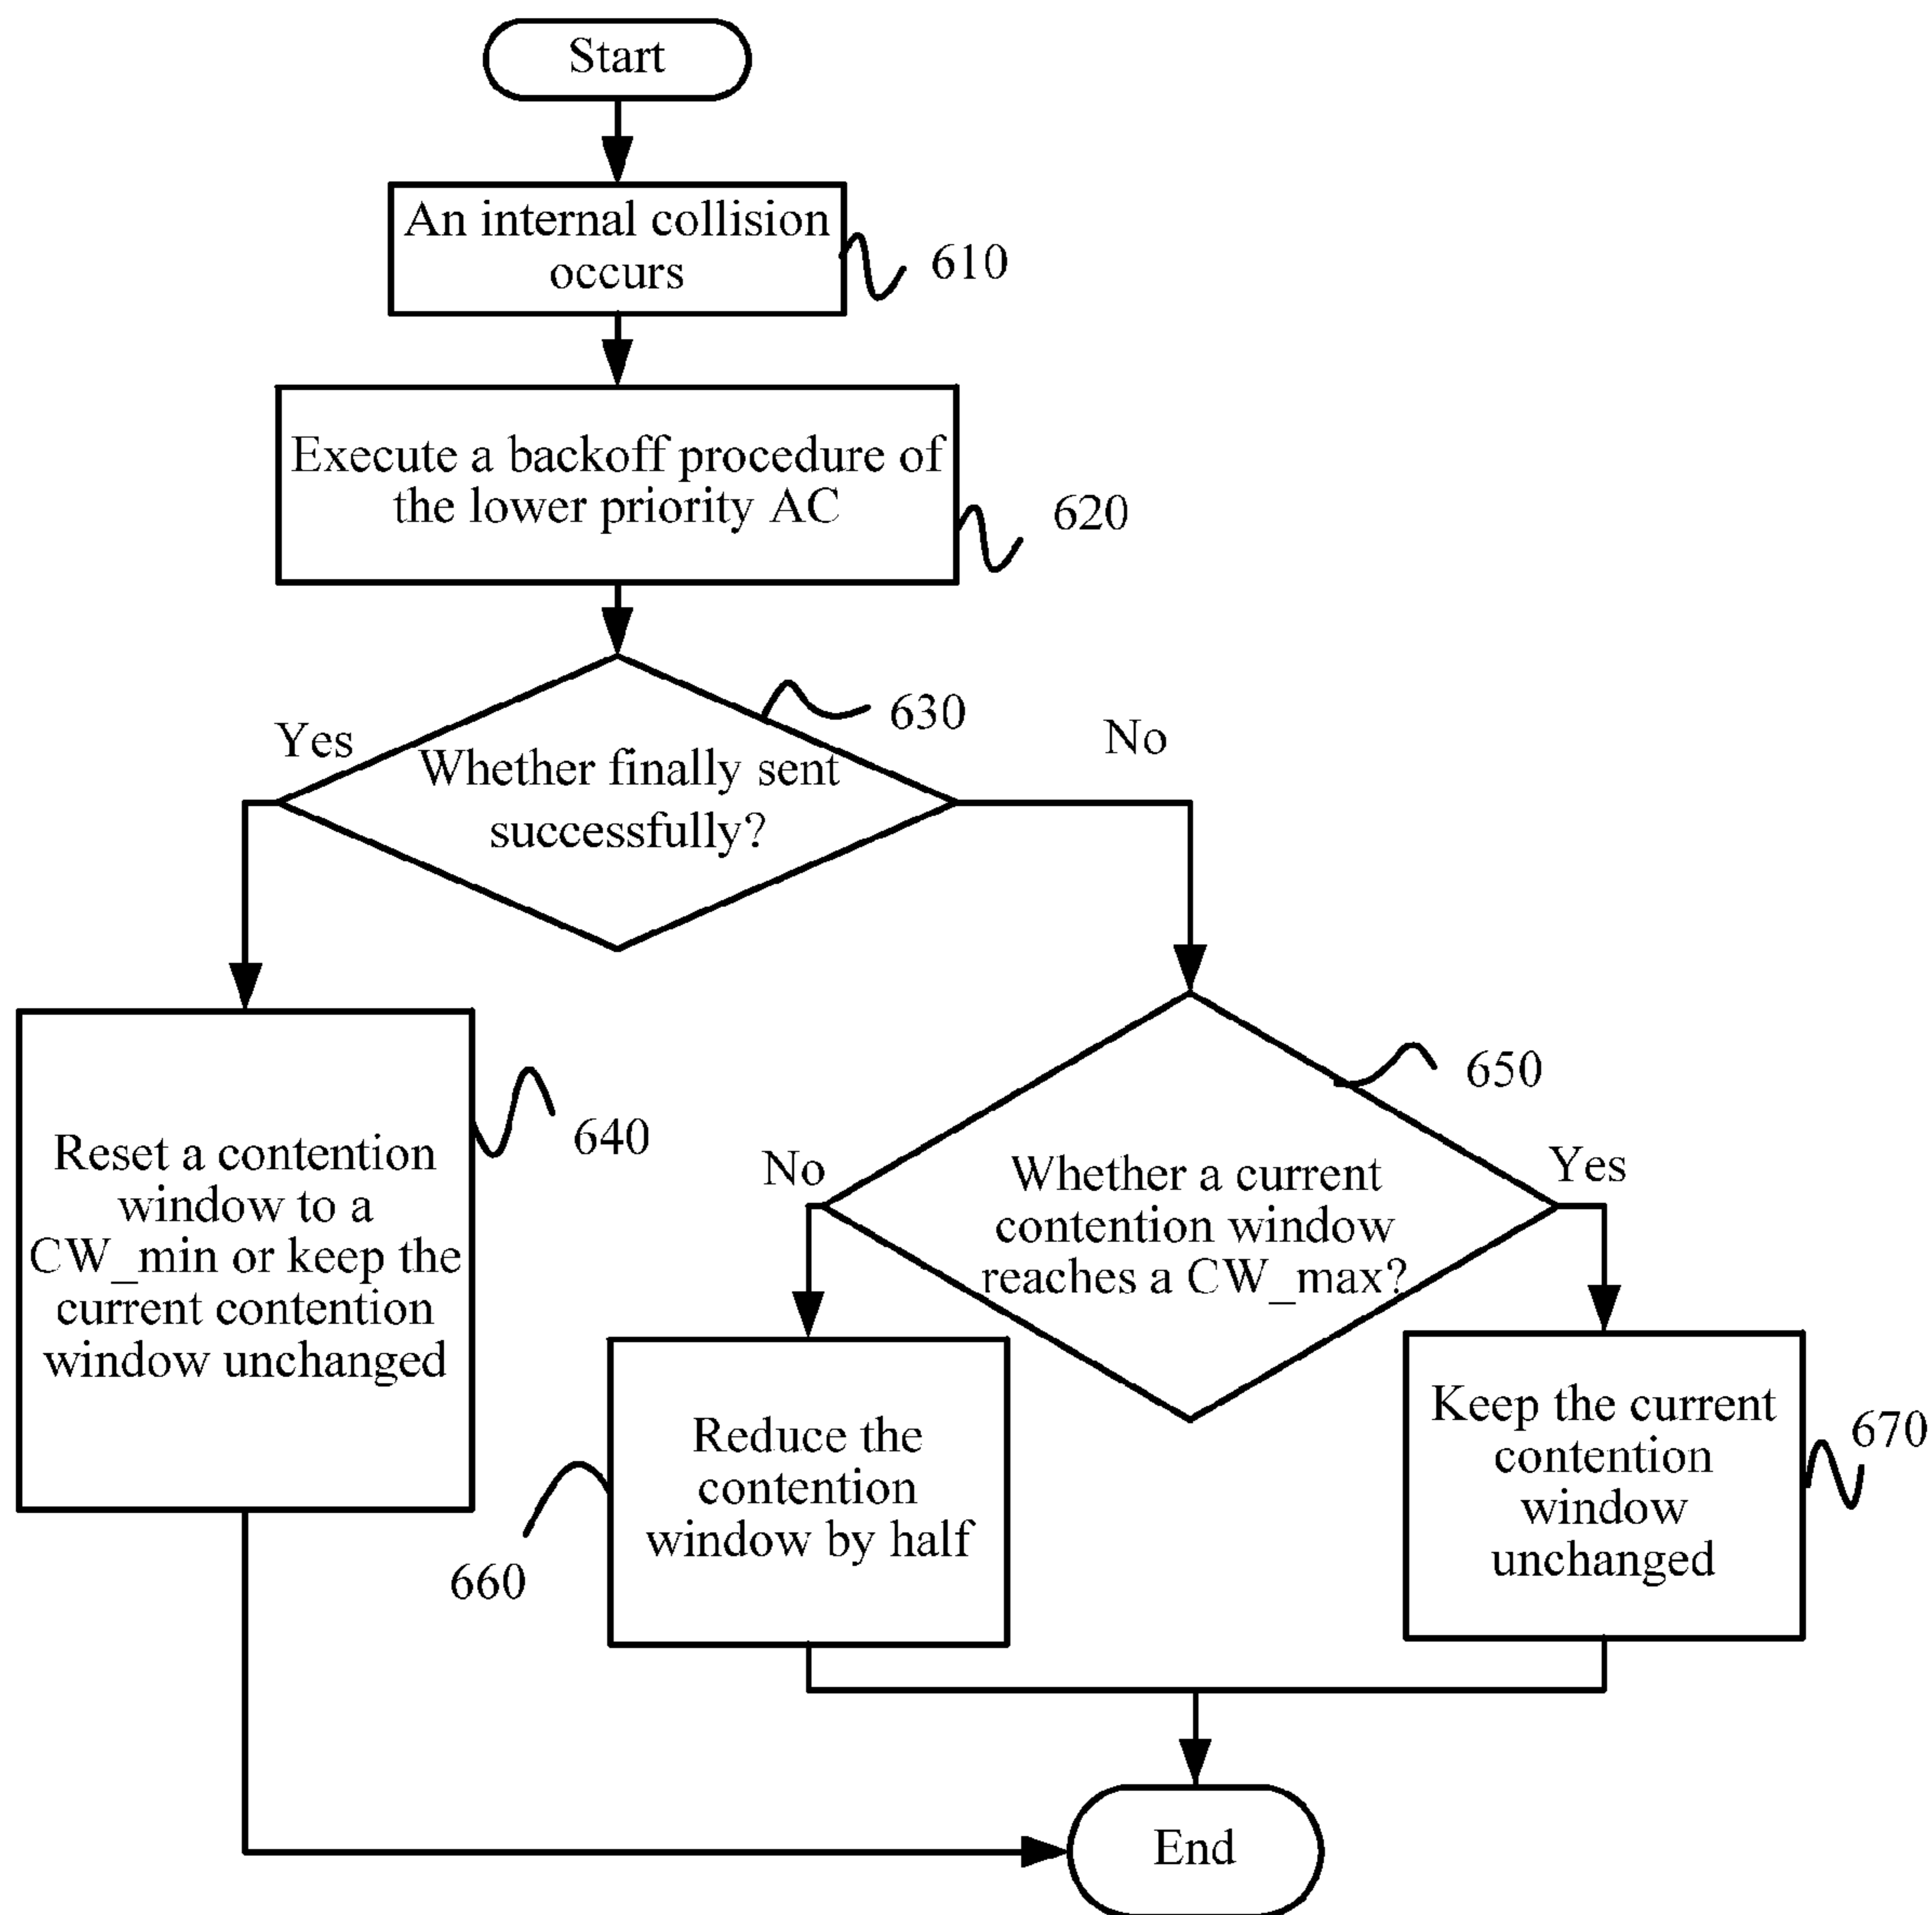 Start
An internal collision
occurs
610
Execute a backoff procedure of
the lower priority AC
620
630
Yes
No
Whether finally sent
successfully?
650
640
Reset a contention
window to a
CW_min or keep the
current contention
window unchanged
No
Yes
Whether a current
contention window
reaches a CW_max?
Reduce the
contention
window by half
660
Keep the current
contention
window
unchanged
670
End